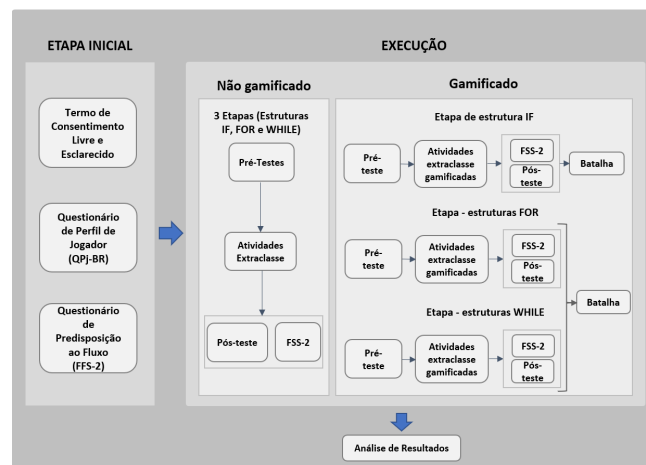 ETAPA INICIAL
Termo de
Consentimento
Livre e
Esclarecido
Questionário
de Perfil de
Jogador
(QPj-BR)
Questionário
de
Predisposição
ao Fluxo
(FFS-2)
EXECUÇÃO
Não gamificado
3 Etapas (Estruturas
IF, FOR e WHILE)
Pré-Testes
Atividades
Extraclasse
Pós-teste
FSS-2
Gamificado
Etapa de estrutura IF
Pré-
teste
Atividades
extraclasse
gamificadas
FSS-2
Pós-
teste
Batalha
Etapa - estruturas FOR
Pré-
teste
Atividades
extraclasse
gamificadas
FSS-2
Pós-
teste
Etapa - estruturas WHILE
Pré-
teste
Atividades
extraclasse
gamificadas
FSS-2
Pós-
teste
Batalha
Análise de Resultados